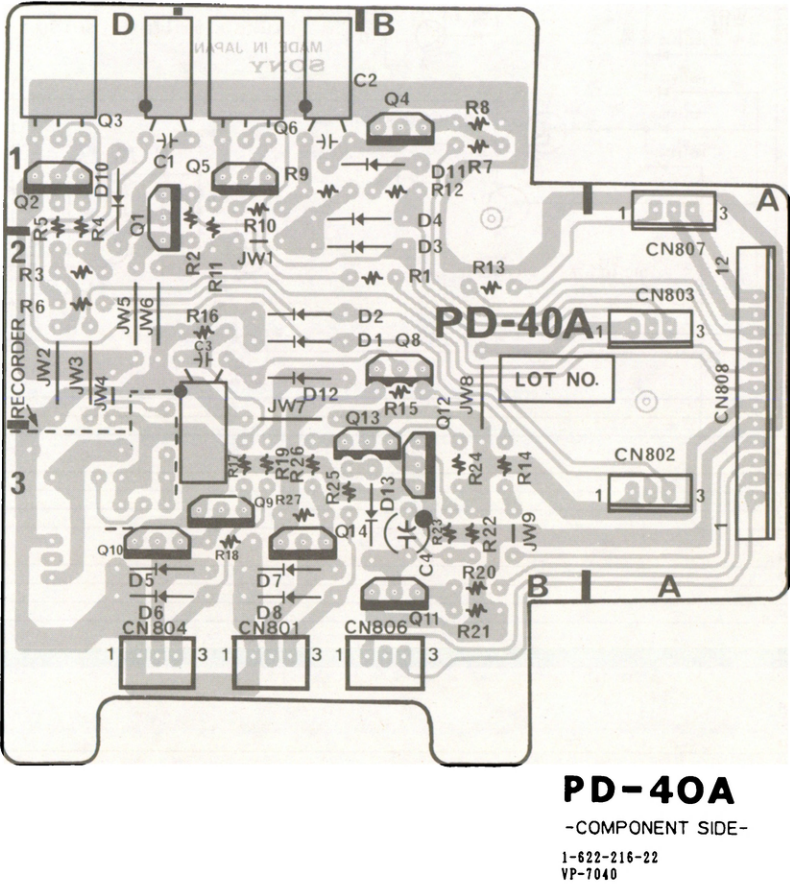 D
B
MADE IN JAPAN
SONY
C2
Q4
R8
Q3
Q6
C1
R7
1
Q5
R9
D11
Q2
D10
R12
A
R5
R4
Q1
R10
D4
1
3
2
R2
R11
JW1
D3
CN807
R3
R1
R13
12
CN803
R6
JW5
JW6
R16
D2
PD-40A
1
3
C3
D1
Q8
JW2
JW3
JW4
D12
JW8
LOT NO.
CN808
RECORDER
JW7
R15
Q12
Q13
CN802
R17
R19
R26
R24
R14
3
R25
D13
1
3
Q9
R27
Q10
R18
Q14
C4
R23
R22
JW9
1
D5
D7
R20
B
A
D6
D8
Q11
CN804
CN801
CN806
R21
1
3
1
3
1
3
PD-40A
-COMPONENT SIDE-
1-622-216-22
VP-7040